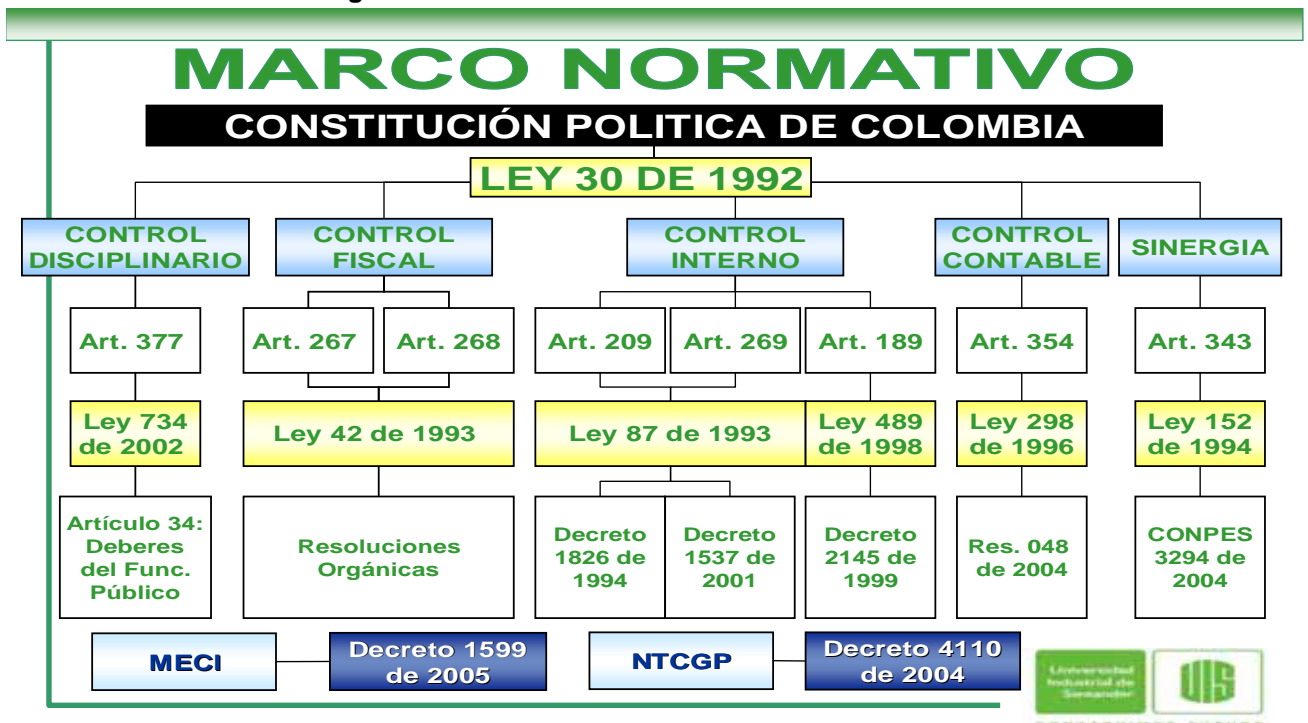 MARCO NORMATIVO
CONSTITUCIÓN POLITICA DE COLOMBIA
LEY 30 DE 1992
CONTROL
DISCIPLINARIO
CONTROL
FISCAL
CONTROL
INTERNO
CONTROL
CONTABLE
SINERGIA
Art. 377
Art. 267
Art. 268
Art. 209
Art. 269
Art. 189
Art. 354
Art. 343
Ley 734
de 2002
Ley 42 de 1993
Ley 87 de 1993
Ley 489
de 1998
Ley 298
de 1996
Ley 152
de 1994
Artículo 34:
Deberes
del Func.
Público
Resoluciones
Orgánicas
Decreto
1826 de
1994
Decreto
1537 de
2001
Decreto
2145 de
1999
Res. 048
de 2004
CONPES
3294 de
2004
MECI
Decreto 1599
de 2005
NTCGP
Decreto 4110
de 2004
Universidad
Industrial de
Santander
UIS